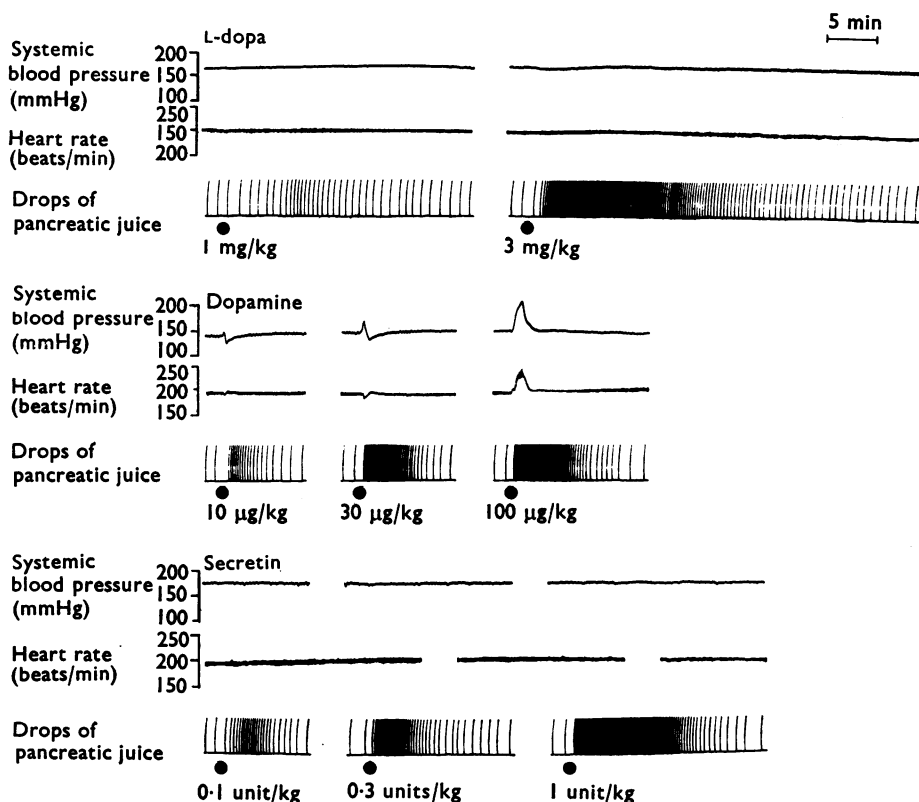 5 min
L-dopa
Systemic
blood pressure
(mmHg)
200
150
100
Heart rate
(beats/min)
250
150
200
Drops of
pancreatic juice
1 mg/kg
3 mg/kg
Systemic
blood pressure
(mmHg)
200
150
100
Dopamine
Heart rate
(beats/min)
250
200
150
Drops of
pancreatic juice
10 μg/kg
30 μg/kg
100 μg/kg
Systemic
blood pressure
(mmHg)
200
150
100
Secretin
Heart rate
(beats/min)
250
200
150
Drops of
pancreatic juice
0·1 unit/kg
0·3 units/kg
1 unit/kg